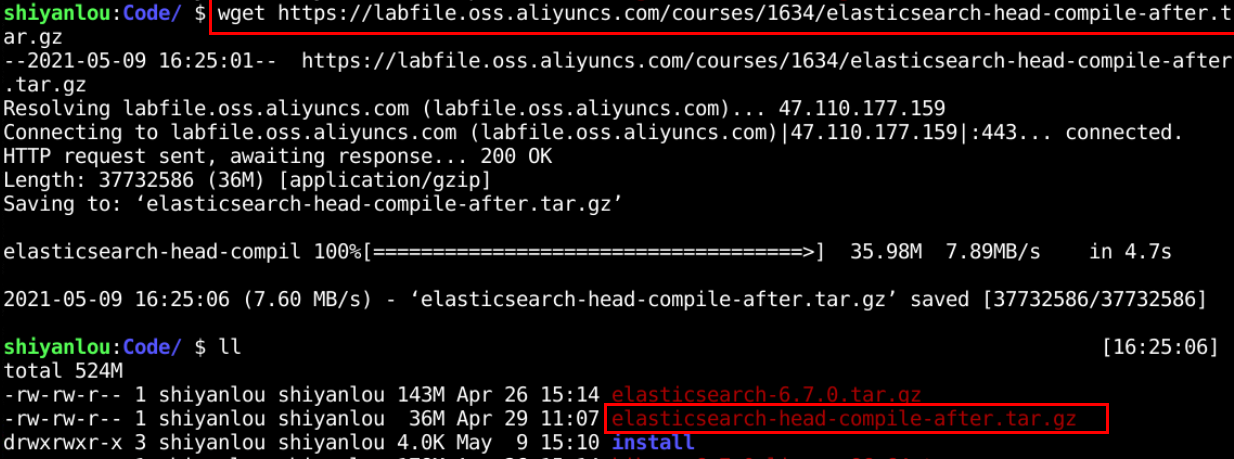 shiyanlou:Code/ $ wget https://labfile.oss.aliyuncs.com/courses/1634/elasticsearch-head-compile-after.t
ar.gz
--2021-05-09 16:25:01--  https://labfile.oss.aliyuncs.com/courses/1634/elasticsearch-head-compile-after
.tar.gz
Resolving labfile.oss.aliyuncs.com (labfile.oss.aliyuncs.com)... 47.110.177.159
Connecting to labfile.oss.aliyuncs.com (labfile.oss.aliyuncs.com)|47.110.177.159|:443... connected.
HTTP request sent, awaiting response... 200 OK
Length: 37732586 (36M) [application/gzip]
Saving to: ‘elasticsearch-head-compile-after.tar.gz’
elasticsearch-head-compil 100%[====================================>]  35.98M  7.89MB/s    in 4.7s
2021-05-09 16:25:06 (7.60 MB/s) - ‘elasticsearch-head-compile-after.tar.gz’ saved [37732586/37732586]
shiyanlou:Code/ $ ll [16:25:06]
total 524M
-rw-rw-r-- 1 shiyanlou shiyanlou 143M Apr 26 15:14 elasticsearch-6.7.0.tar.gz
-rw-rw-r-- 1 shiyanlou shiyanlou  36M Apr 29 11:07 elasticsearch-head-compile-after.tar.gz
drwxrwxr-x 3 shiyanlou shiyanlou 4.0K May  9 15:10 install